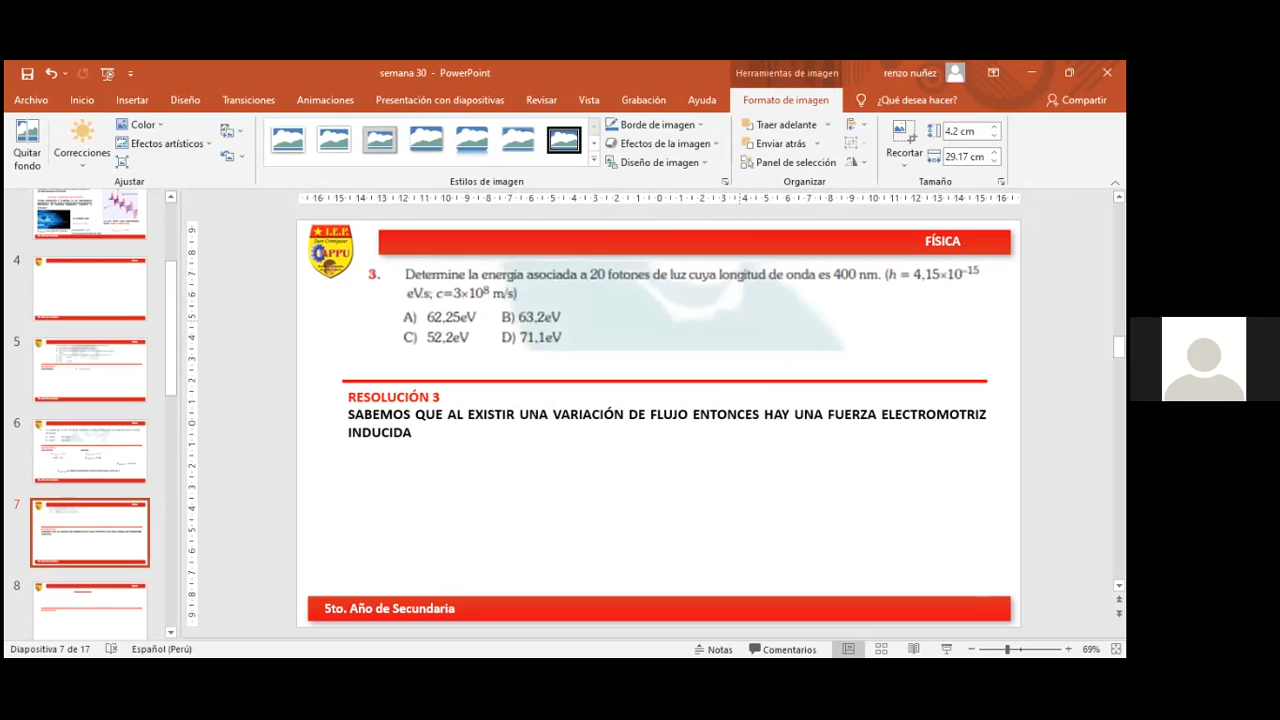 semana 30 - PowerPoint
Herramientas de imagen
renzo nuñez
Archivo Inicio Insertar Diseño Transiciones Animaciones Presentación con diapositivas Revisar Vista Grabación Ayuda Formato de imagen ¿Qué desea hacer? Compartir
Quitar fondo
Correcciones
Color
Efectos artísticos
Borde de imagen
Efectos de la imagen
Diseño de imagen
Traer adelante
Enviar atrás
Panel de selección
Recortar
4.2 cm
29.17 cm
Ajustar
Estilos de imagen
Organizar
Tamaño
4
5
6
7
8
I.E.P.
CAPPU
FÍSICA
3. Determine la energía asociada a 20 fotones de luz cuya longitud de onda es 400 nm. (h = 4,15×10⁻¹⁵
eV.s; c=3×10⁸ m/s)
A) 62,25eV B) 63,2eV
C) 52,2eV D) 71,1eV
RESOLUCIÓN 3
SABEMOS QUE AL EXISTIR UNA VARIACIÓN DE FLUJO ENTONCES HAY UNA FUERZA ELECTROMOTRIZ
INDUCIDA
5to. Año de Secundaria
Diapositiva 7 de 17
Español (Perú)
Notas
Comentarios
69%